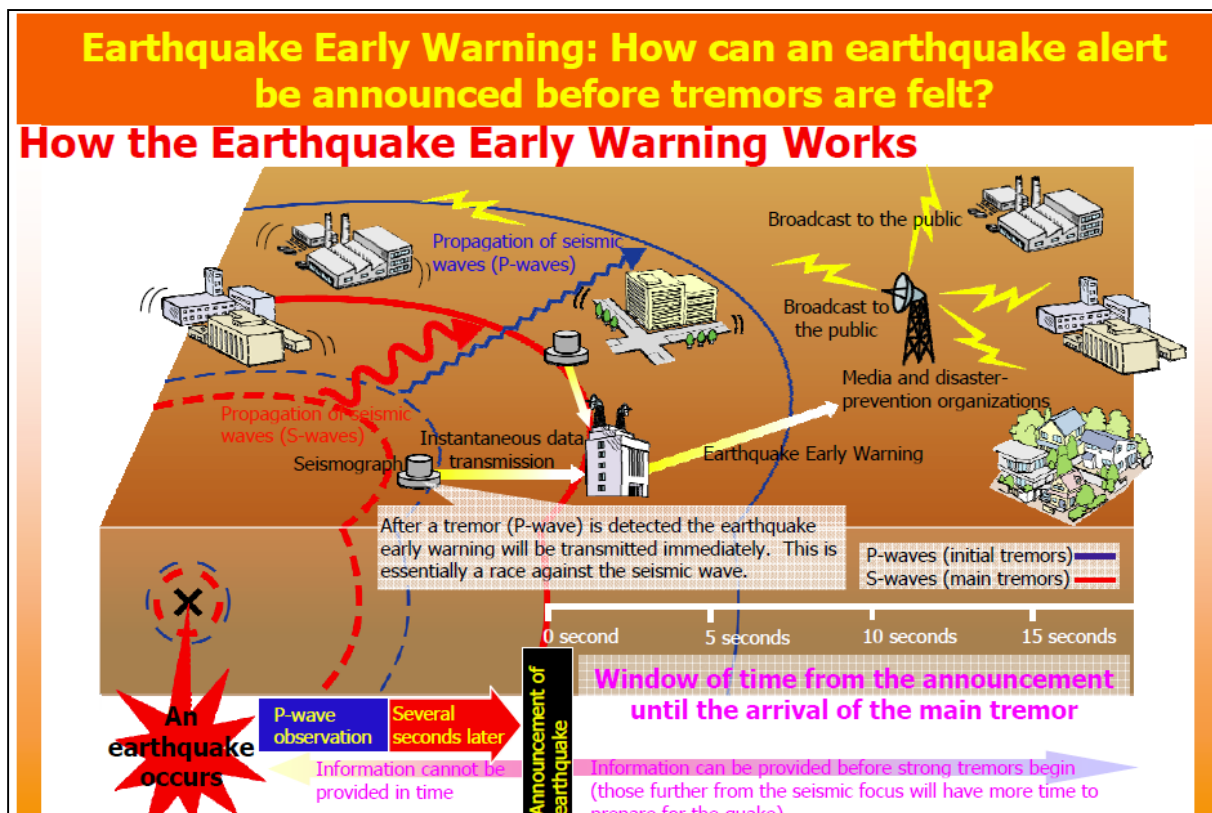 Earthquake Early Warning: How can an earthquake alert
be announced before tremors are felt?
How the Earthquake Early Warning Works
Broadcast to the public
Propagation of seismic
waves (P-waves)
Broadcast to
the public
Media and disaster-
prevention organizations
Propagation of seismic
waves (S-waves)
Instantaneous data
transmission
Seismograph
Earthquake Early Warning
After a tremor (P-wave) is detected the earthquake
early warning will be transmitted immediately. This is
essentially a race against the seismic wave.
P-waves (initial tremors)
S-waves (main tremors)
0 second
5 seconds
10 seconds
15 seconds
Window of time from the announcement
until the arrival of the main tremor
An
earthquake
occurs
P-wave
observation
Several
seconds later
Announcement of
earthquake
Information cannot be
provided in time
Information can be provided before strong tremors begin
(those further from the seismic focus will have more time to
prepare for the quake)